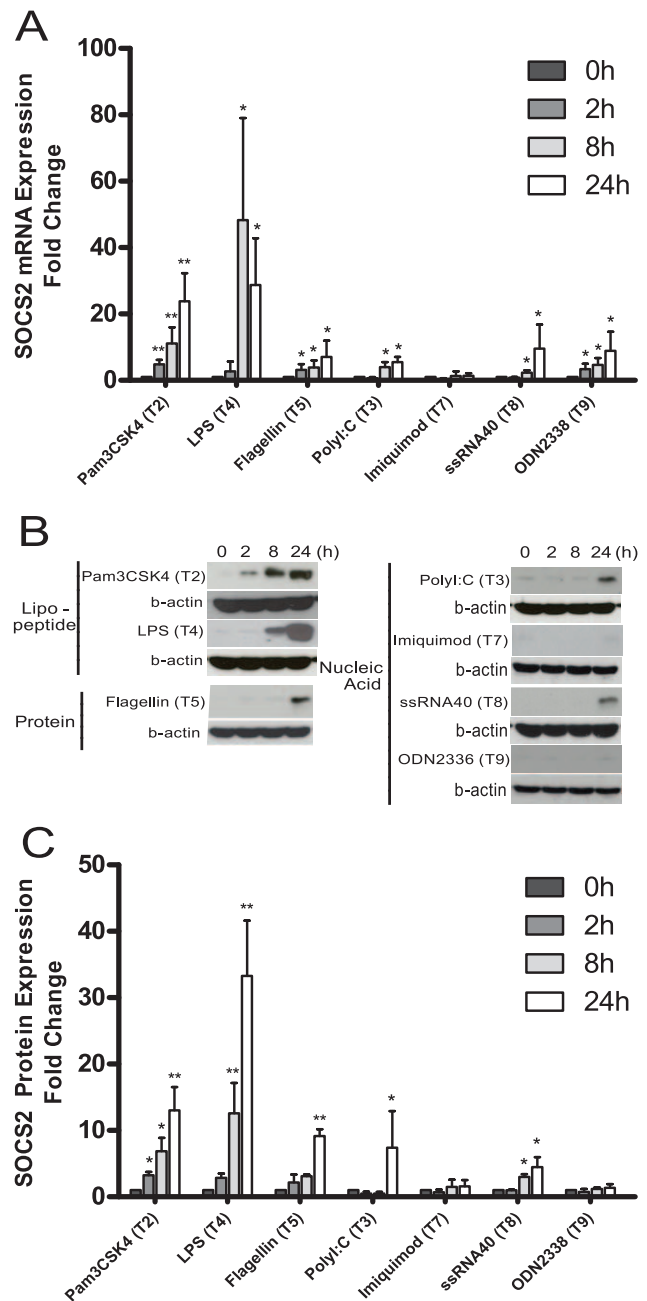 A
SOCS2 mRNA Expression
Fold Change
100
80
60
40
20
0
0h
2h
8h
24h
** ** ** * * * * * * * * * * * *
Pam3CSK4 (T2)
LPS (T4)
Flagellin (T5)
PolyI:C (T3)
Imiquimod (T7)
ssRNA40 (T8)
ODN2338 (T9)
B
0 2 8 24 (h)
Lipo-
peptide
Pam3CSK4 (T2)
b-actin
LPS (T4)
b-actin
Protein
Flagellin (T5)
b-actin
0 2 8 24 (h)
Nucleic
Acid
PolyI:C (T3)
b-actin
Imiquimod (T7)
b-actin
ssRNA40 (T8)
b-actin
ODN2336 (T9)
b-actin
C
SOCS2 Protein Expression
Fold Change
50
40
30
20
10
0
0h
2h
8h
24h
* * ** ** ** ** * * *
Pam3CSK4 (T2)
LPS (T4)
Flagellin (T5)
PolyI:C (T3)
Imiquimod (T7)
ssRNA40 (T8)
ODN2338 (T9)